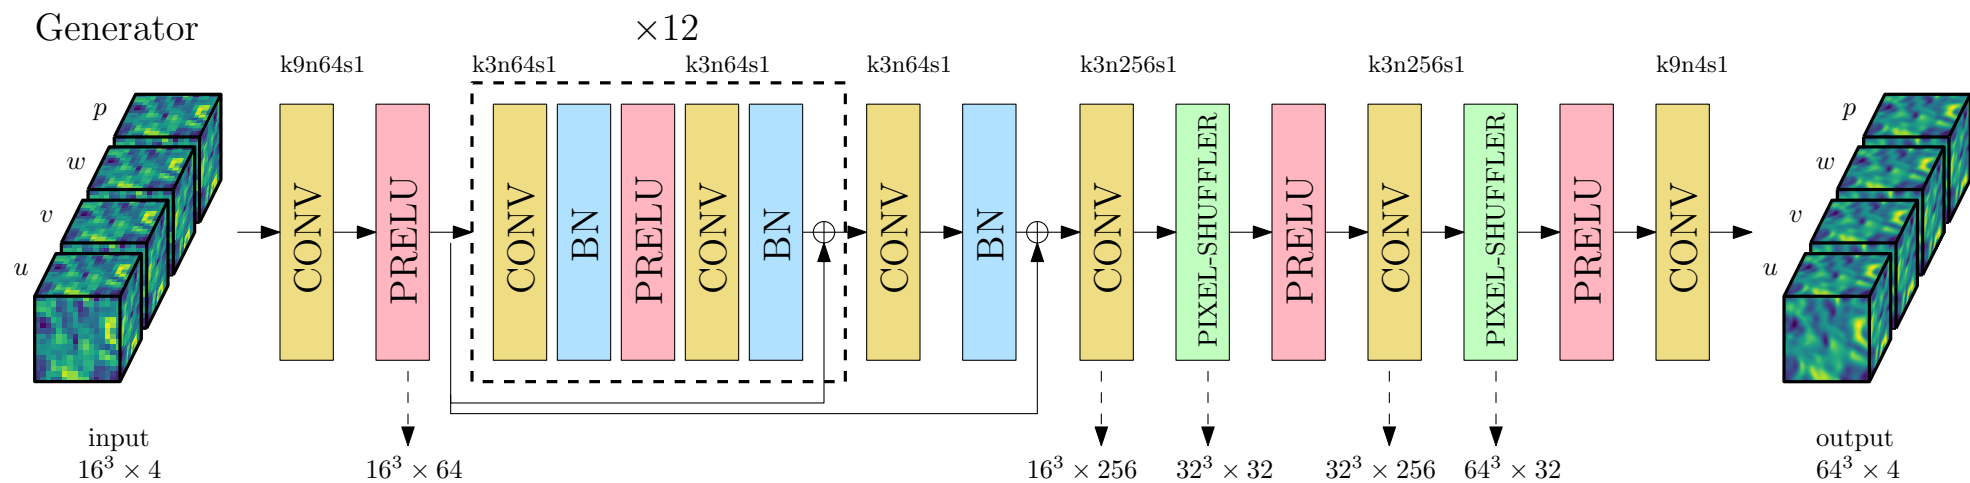 Generator
×12
k9n64s1
k3n64s1
k3n64s1
k3n64s1
k3n256s1
k3n256s1
k9n4s1
p
w
v
u
CONV
PRELU
CONV
BN
PRELU
CONV
BN
CONV
BN
CONV
PIXEL-SHUFFLER
PRELU
CONV
PIXEL-SHUFFLER
PRELU
CONV
p
w
v
u
input
16³ × 4
16³ × 64
16³ × 256
32³ × 32
32³ × 256
64³ × 32
output
64³ × 4